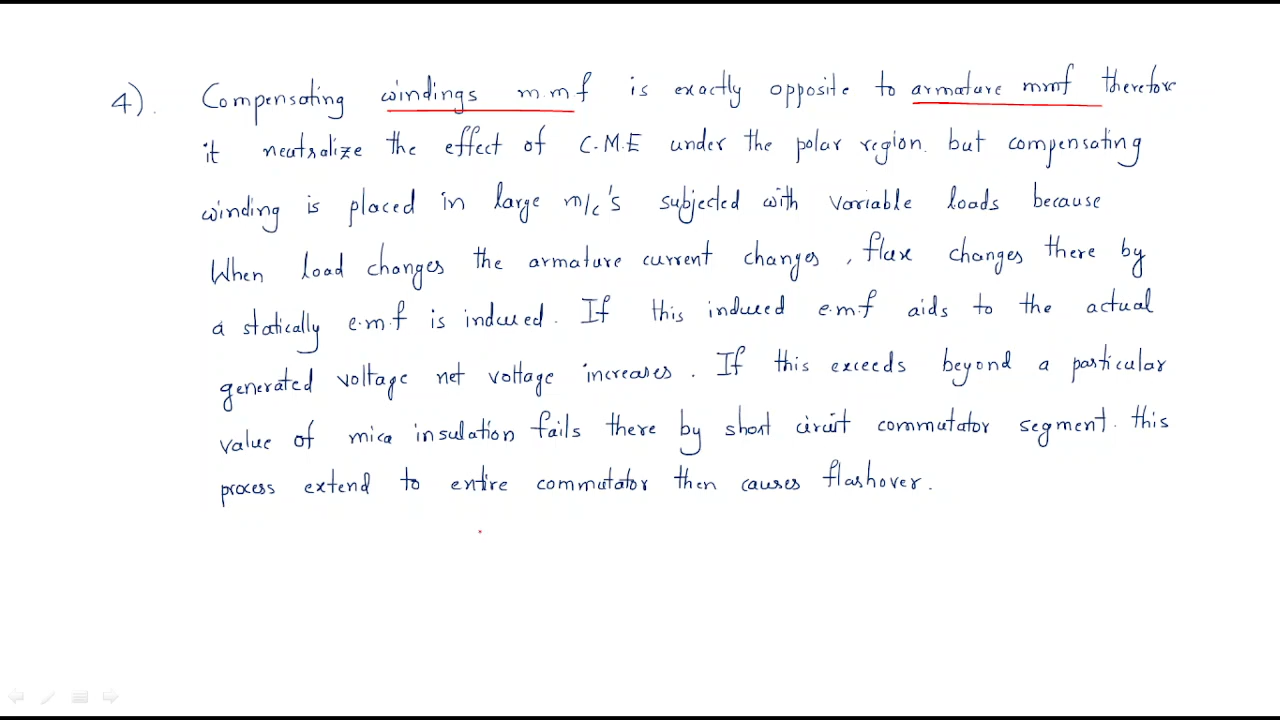 4). Compensating windings m.m.f is exactly opposite to armature mmf therefore
it neutralize the effect of C.M.E under the polar region. but compensating
winding is placed in large m/c's subjected with variable loads because
When load changes the armature current changes, flux changes there by
a statically e.m.f is induced. If this induced e.m.f aids to the actual
generated voltage net voltage increases. If this exceeds beyond a particular
value of mica insulation fails there by short circuit commutator segment. this
process extend to entire commutator then causes flashover.